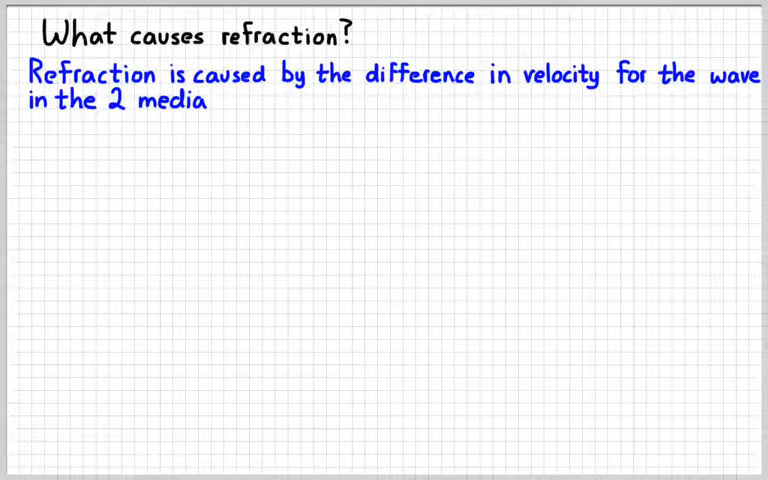 What causes refraction?
Refraction is caused by the difference in velocity for the wave
in the 2 media